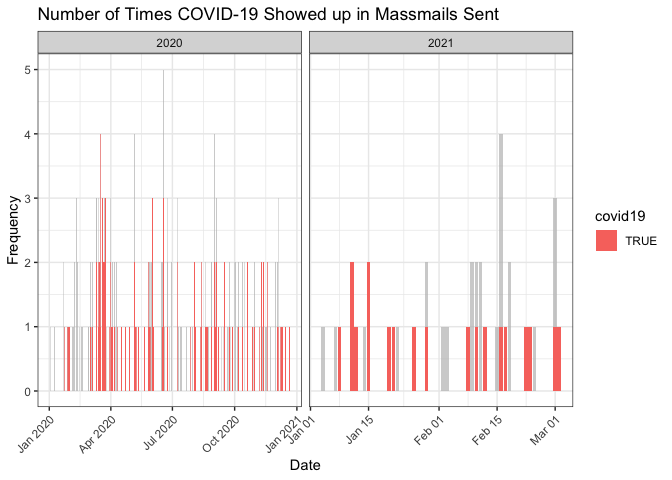 Number of Times COVID-19 Showed up in Massmails Sent
2020
2021
5
4
3
2
1
0
Frequency
Jan 2020
Apr 2020
Jul 2020
Oct 2020
Jan 2021
Jan 01
Jan 15
Feb 01
Feb 15
Mar 01
Date
covid19
TRUE